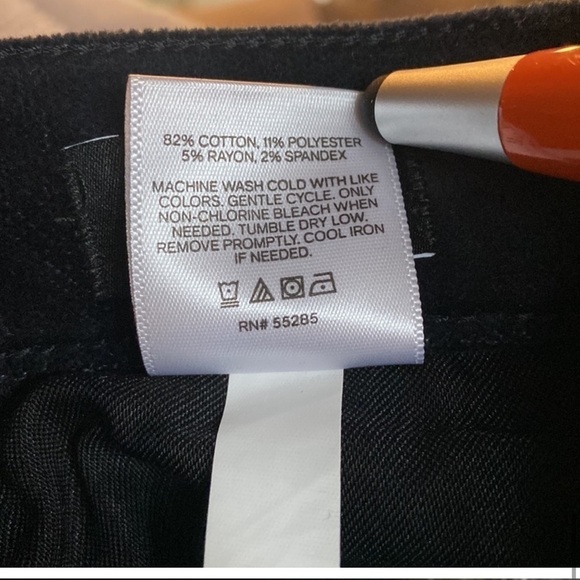 82% COTTON, 11% POLYESTER
5% RAYON, 2% SPANDEX
MACHINE WASH COLD WITH LIKE
COLORS. GENTLE CYCLE. ONLY
NON-CHLORINE BLEACH WHEN
NEEDED. TUMBLE DRY LOW.
REMOVE PROMPTLY. COOL IRON
IF NEEDED.
RN# 55285